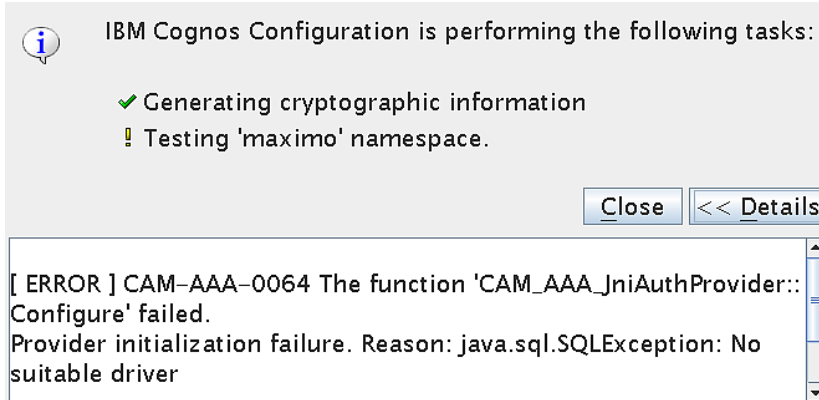 IBM Cognos Configuration is performing the following tasks:
Generating cryptographic information
Testing 'maximo' namespace.
Close
<< Details
[ ERROR ] CAM-AAA-0064 The function 'CAM_AAA_JniAuthProvider::
Configure' failed.
Provider initialization failure. Reason: java.sql.SQLException: No
suitable driver